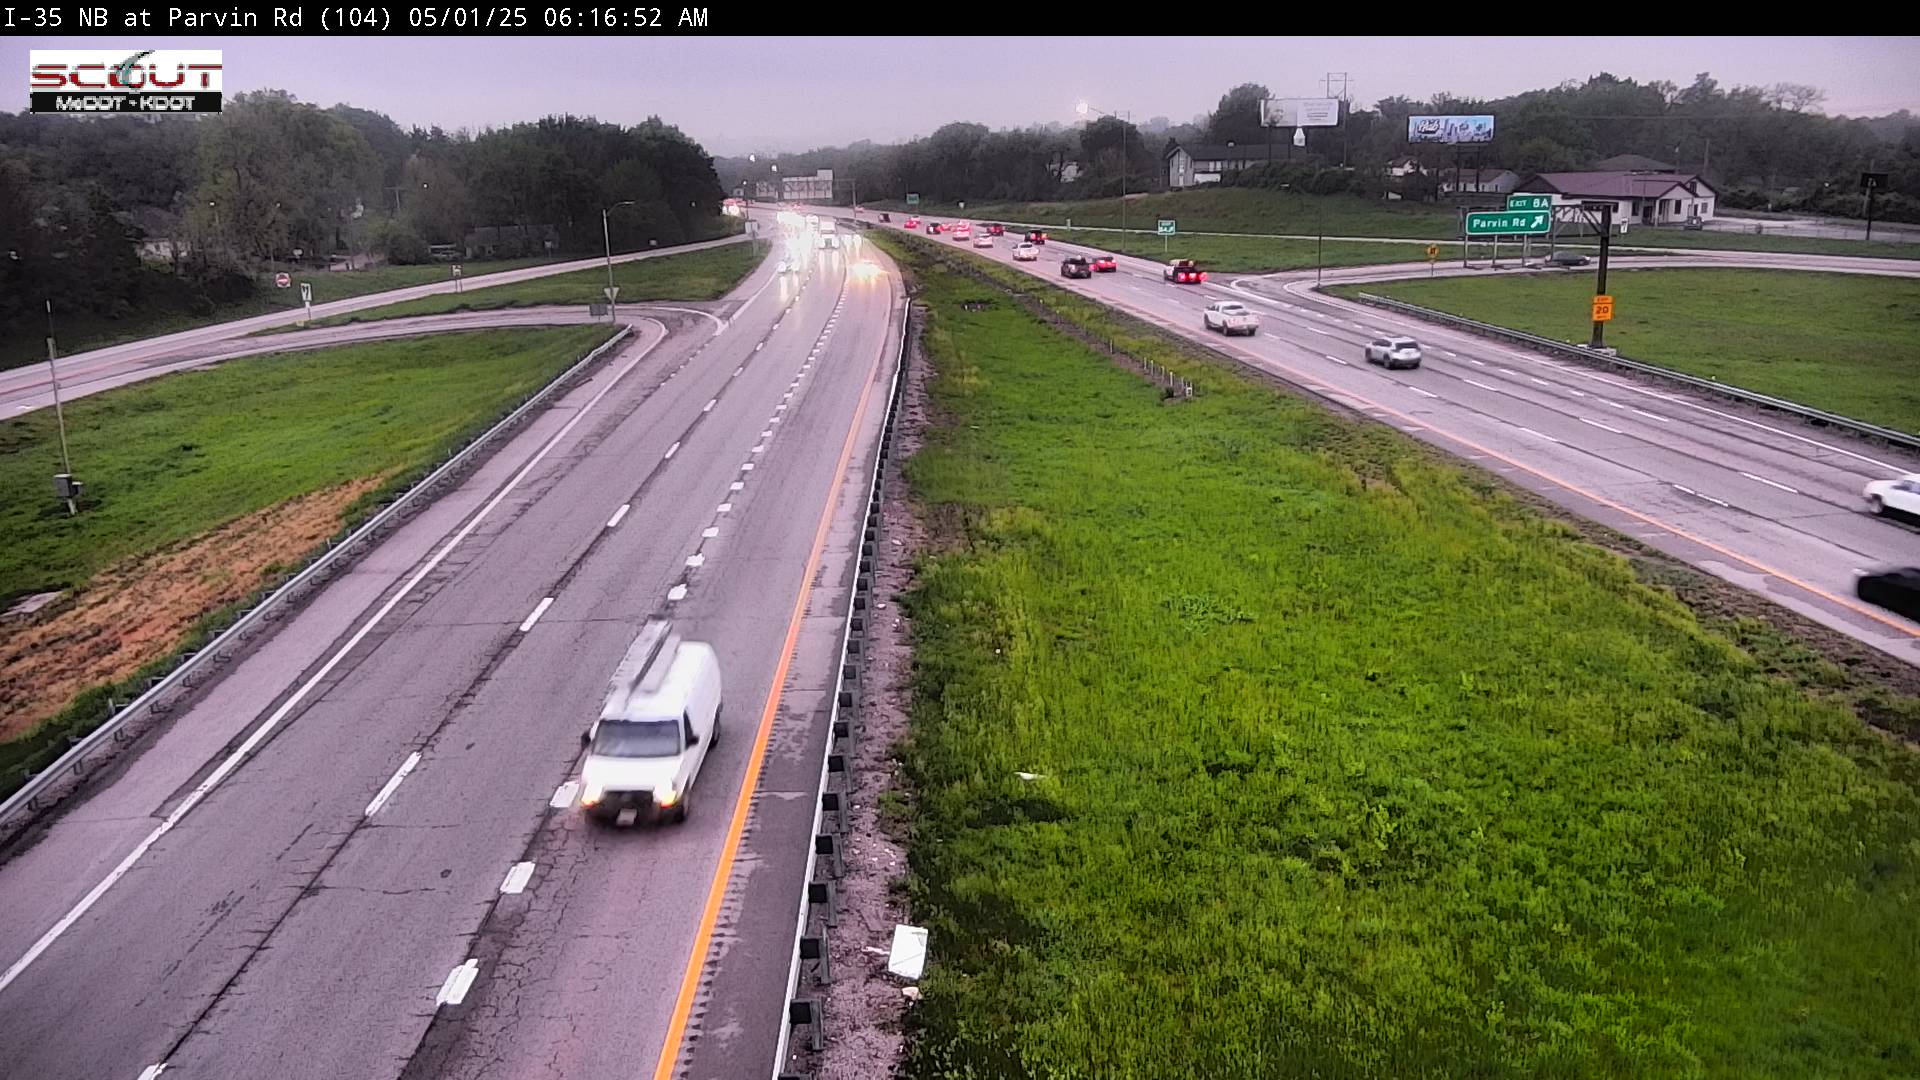 I-35 NB at Parvin Rd (104) 05/01/25 06:16:52 AM
SCOUT
MoDOT - KDOT
EXIT 8A
Parvin Rd
EXIT
20